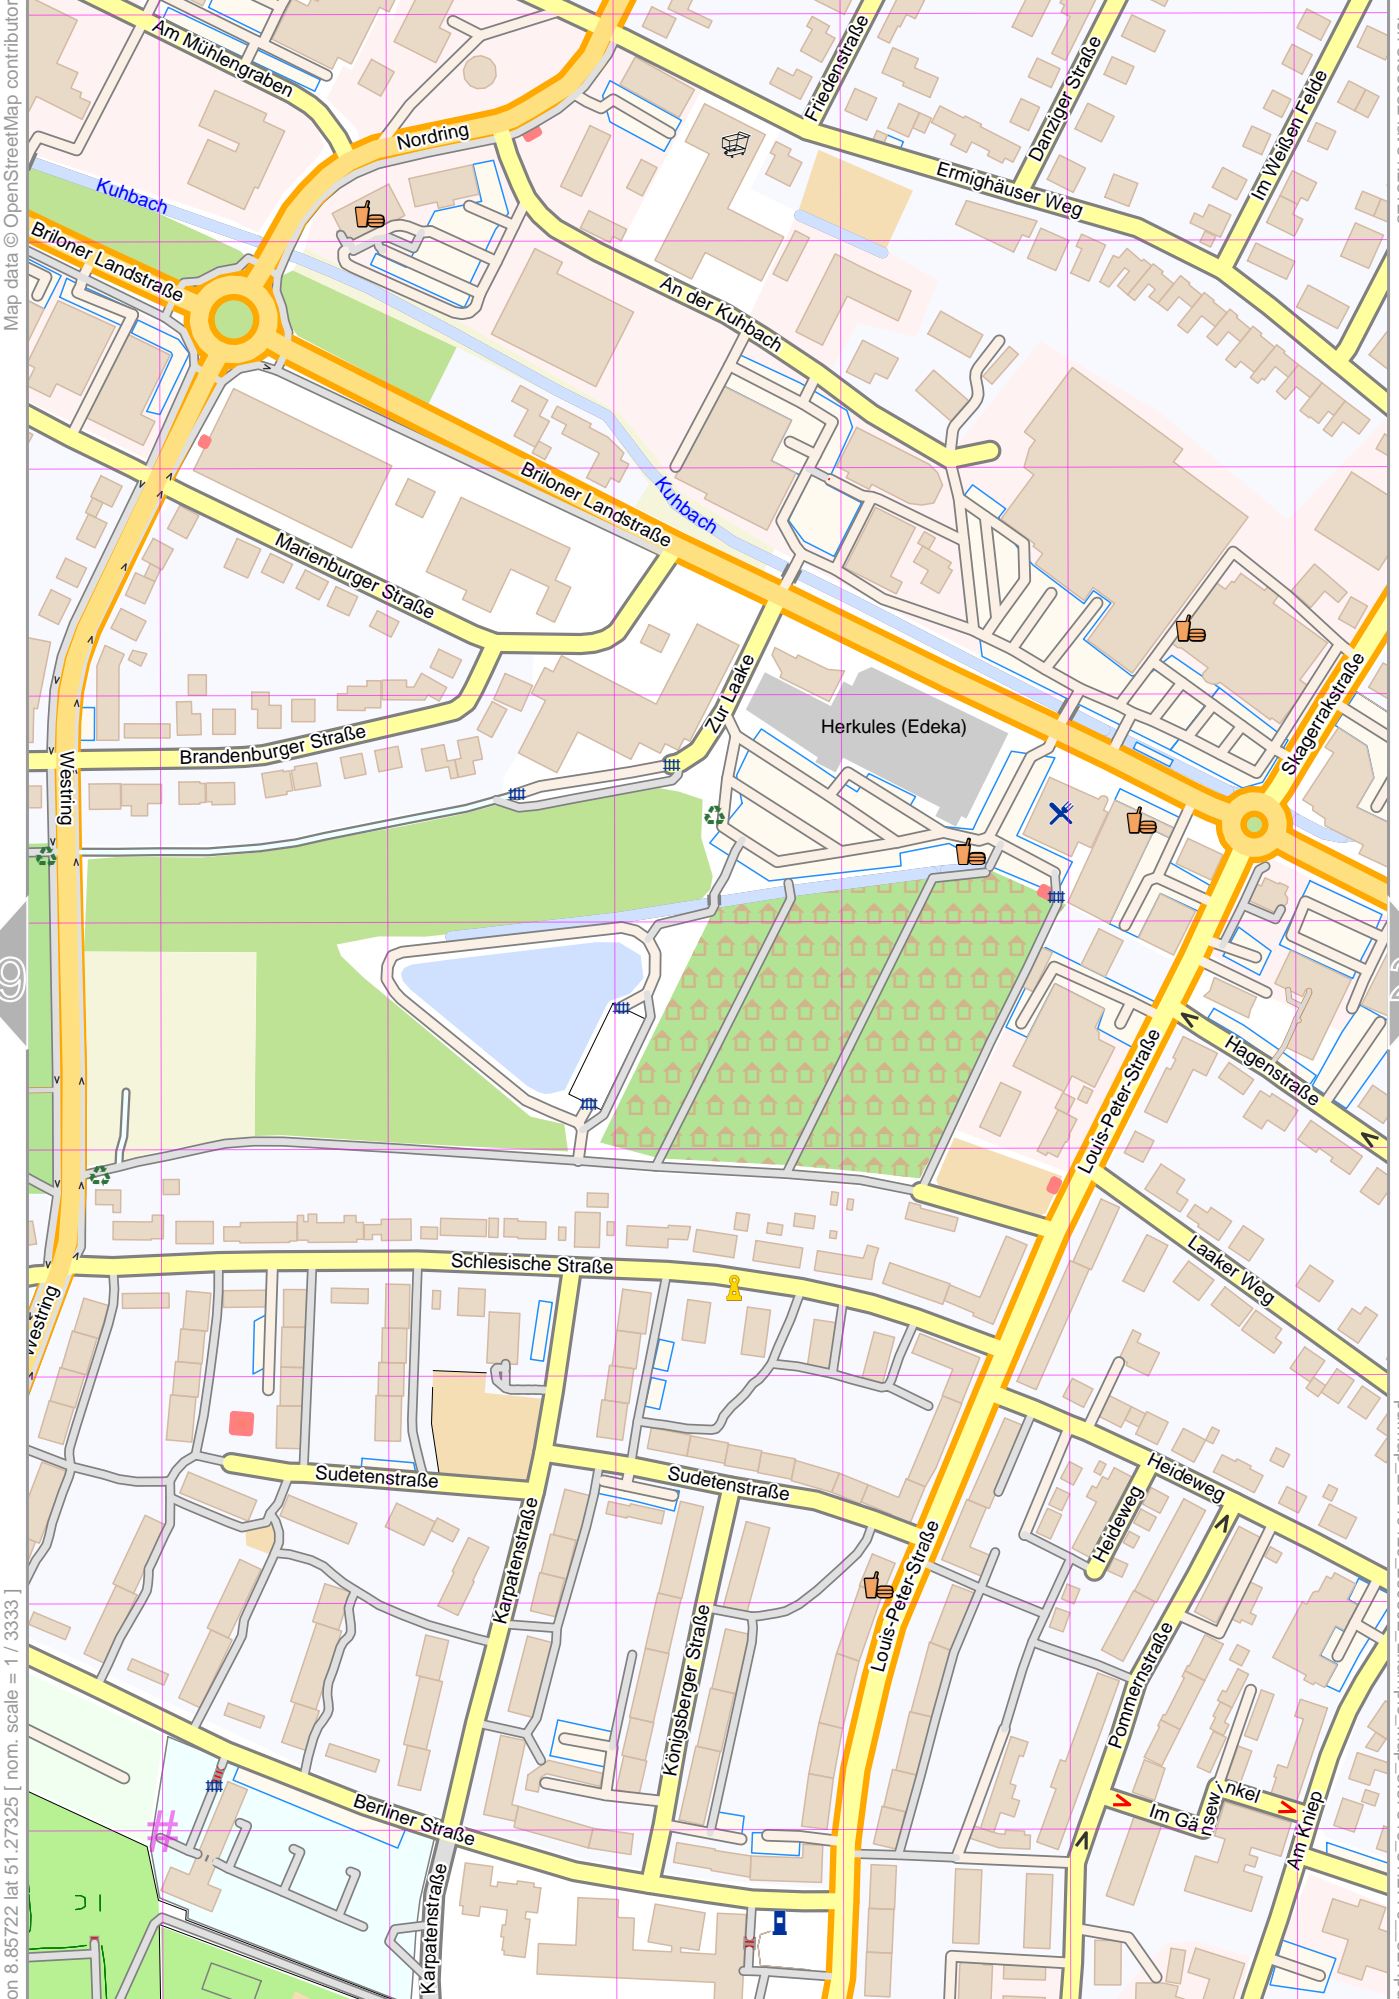 Am Mühlengraben
Nordring
Friedenstraße
Danziger Straße
Im Weißen Felde
Ermighäuser Weg
Kuhbach
Briloner Landstraße
An der Kuhbach
Briloner Landstraße
Kuhbach
Marienburger Straße
Zur Laake
Skagerrakstraße
Herkules (Edeka)
Brandenburger Straße
Westring
Hagenstraße
Louis-Peter-Straße
Laaker Weg
Schlesische Straße
Westring
Heideweg
Heideweg
Sudetenstraße
Sudetenstraße
Karpatenstraße
Louis-Peter-Straße
Königsberger Straße
Pommernstraße
Im Gänsewinkel
Am Kniep
Berliner Straße
Karpatenstraße
Map data © OpenStreetMap contributor
9
on 8.85722 lat 51.27325 [ nom. scale = 1 / 3333 ]